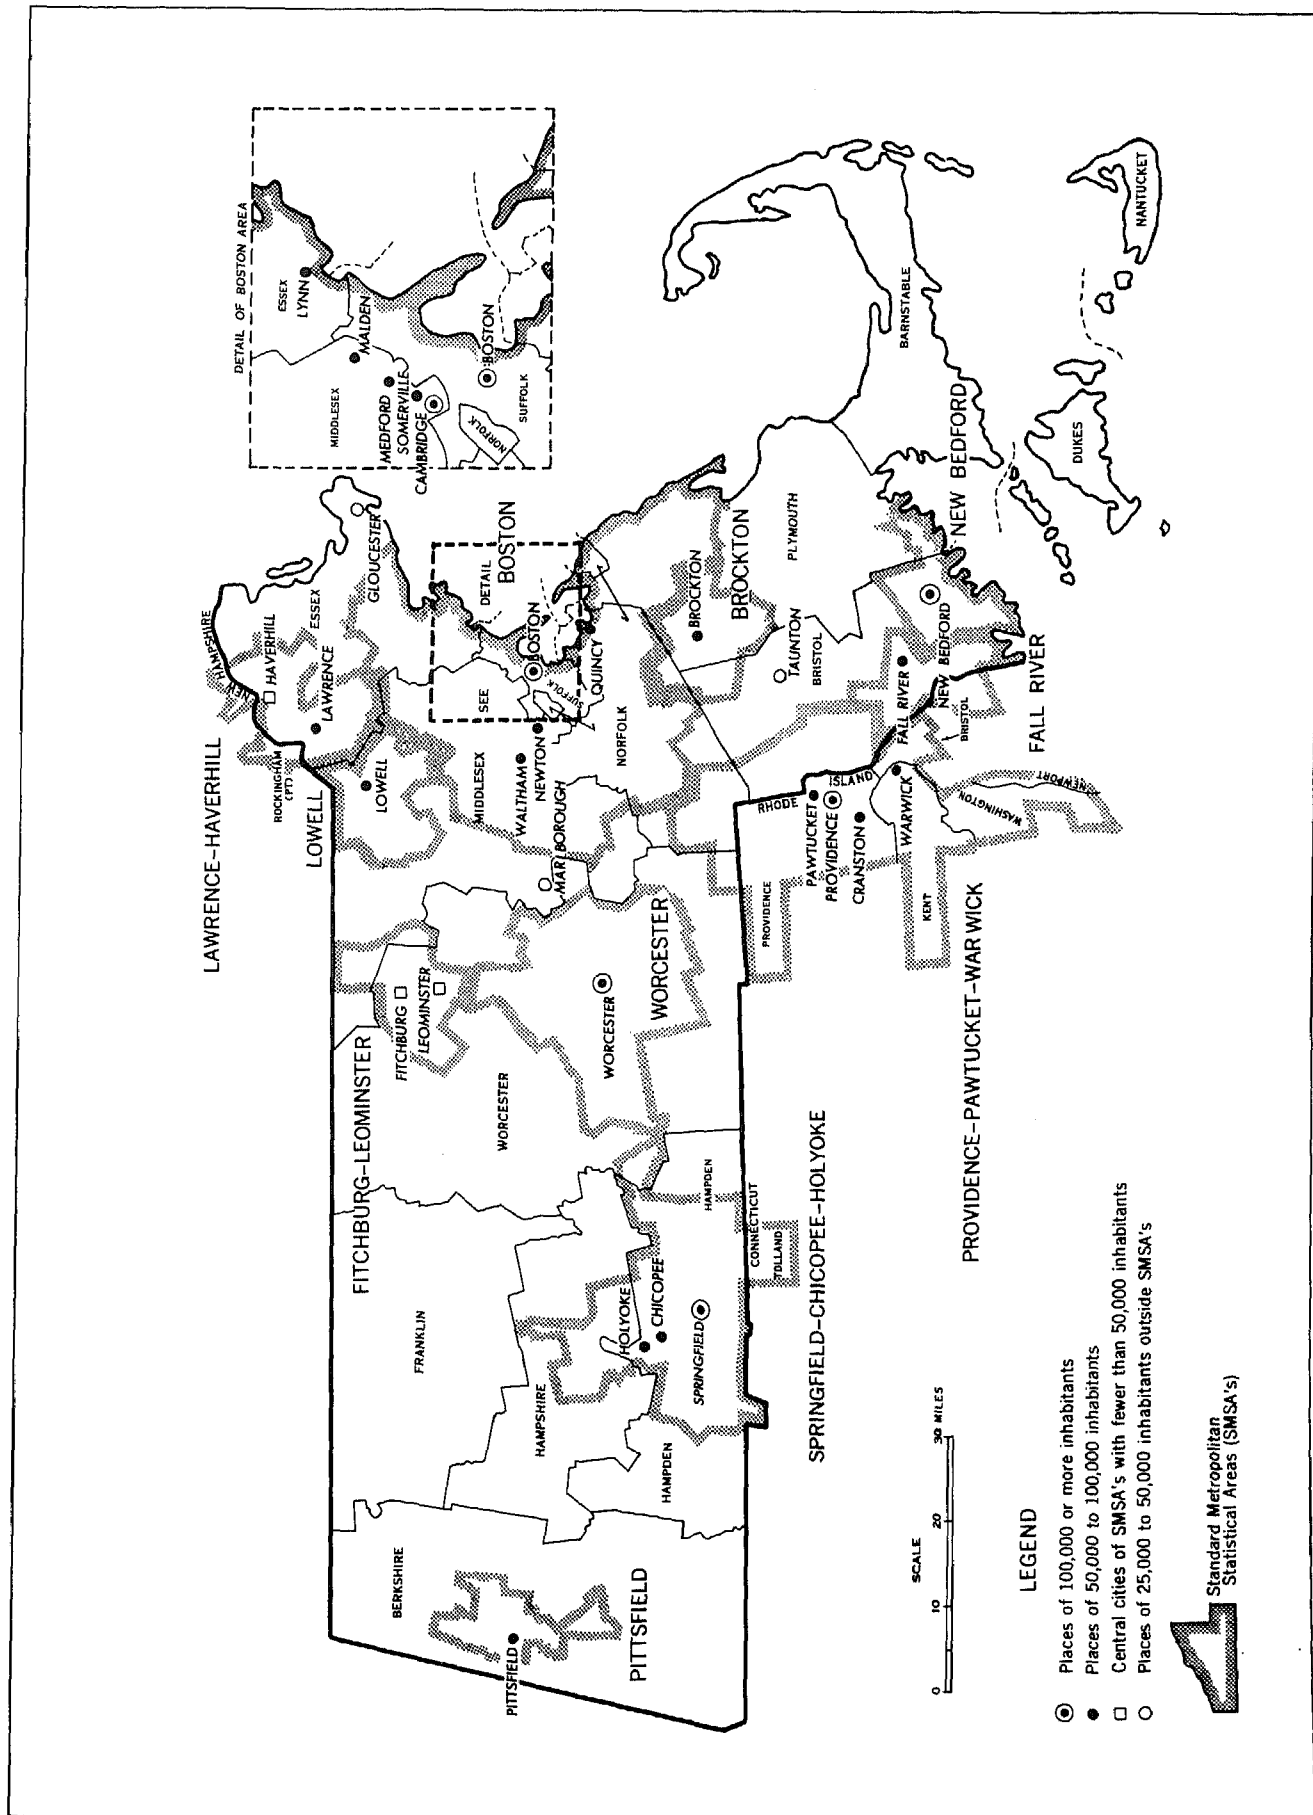 DETAIL OF BOSTON AREA
ESSEX
LYNN
MALDEN
MIDDLESEX
MEDFORD
SOMERVILLE
CAMBRIDGE
BOSTON
NORFOLK
SUFFOLK
LAWRENCE-HAVERHILL
NEW HAMPSHIRE
HAVERHILL
ESSEX
GLOUCESTER
LAWRENCE
ROCKINGHAM
(PT)
LOWELL
LOWELL
FITCHBURG-LEOMINSTER
FITCHBURG
LEOMINSTER
MIDDLESEX
SEE
DETAIL
BOSTON
BOSTON
SUFFOLK
WALTHAM
NEWTON
QUINCY
MARLBOROUGH
NORFOLK
BERKSHIRE
FRANKLIN
WORCESTER
WORCESTER
WORCESTER
PITTSFIELD
PITTSFIELD
HAMPSHIRE
HOLYOKE
CHICOPEE
SPRINGFIELD
HAMPDEN
HAMPDEN
CONNECTICUT
TOLLAND
SPRINGFIELD-CHICOPEE-HOLYOKE
BROCKTON
BROCKTON
PLYMOUTH
TAUNTON
BRISTOL
BARNSTABLE
NEW BEDFORD
NEW BEDFORD
FALL RIVER
FALL RIVER
BRISTOL
DUKES
NANTUCKET
RHODE
ISLAND
PAWTUCKET
PROVIDENCE
CRANSTON
WARWICK
PROVIDENCE
KENT
WASHINGTON
NEWPORT
PROVIDENCE-PAWTUCKET-WARWICK
SCALE
0 10 20 30 MILES
LEGEND
Places of 100,000 or more inhabitants
Places of 50,000 to 100,000 inhabitants
Central cities of SMSA's with fewer than 50,000 inhabitants
Places of 25,000 to 50,000 inhabitants outside SMSA's
Standard Metropolitan
Statistical Areas (SMSA's)